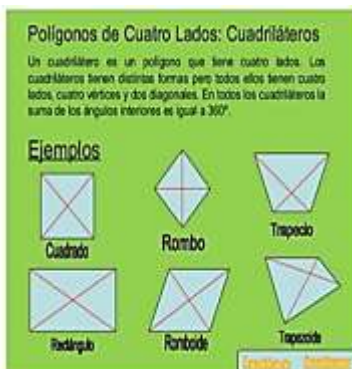 Polígonos de Cuatro Lados: Cuadriláteros
Un cuadrilátero es un polígono que tiene cuatro lados. Los
cuadriláteros tienen distintas formas pero todos ellos tienen cuatro
lados, cuatro vértices y dos diagonales. En todos los cuadriláteros la
suma de los ángulos interiores es igual a 360º.
Ejemplos
Cuadrado
Rombo
Trapecio
Rectángulo
Romboide
Trapezoide